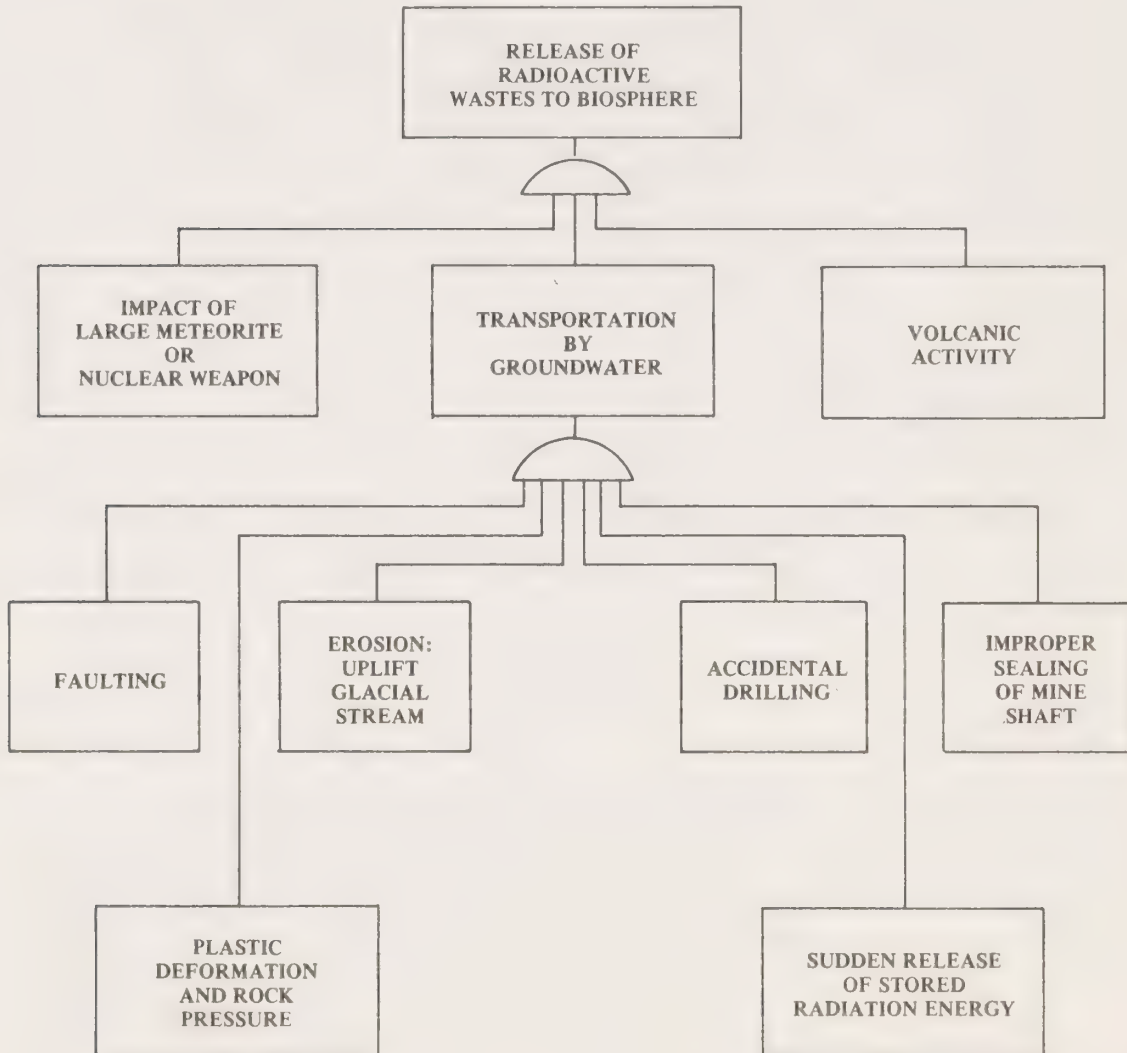 RELEASE OF
RADIOACTIVE
WASTES TO BIOSPHERE
IMPACT OF
LARGE METEORITE
OR
NUCLEAR WEAPON
TRANSPORTATION
BY
GROUNDWATER
VOLCANIC
ACTIVITY
FAULTING
EROSION:
UPLIFT
GLACIAL
STREAM
ACCIDENTAL
DRILLING
IMPROPER
SEALING
OF MINE
SHAFT
PLASTIC
DEFORMATION
AND ROCK
PRESSURE
SUDDEN RELEASE
OF STORED
RADIATION ENERGY